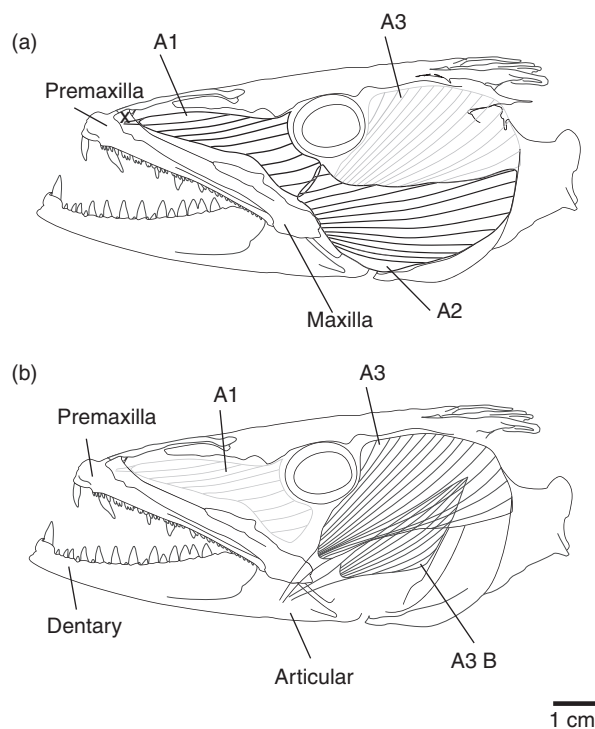 (a)
A1
A3
Premaxilla
Maxilla
A2
(b)
A3
A1
Premaxilla
Dentary
Articular
A3 B
1 cm